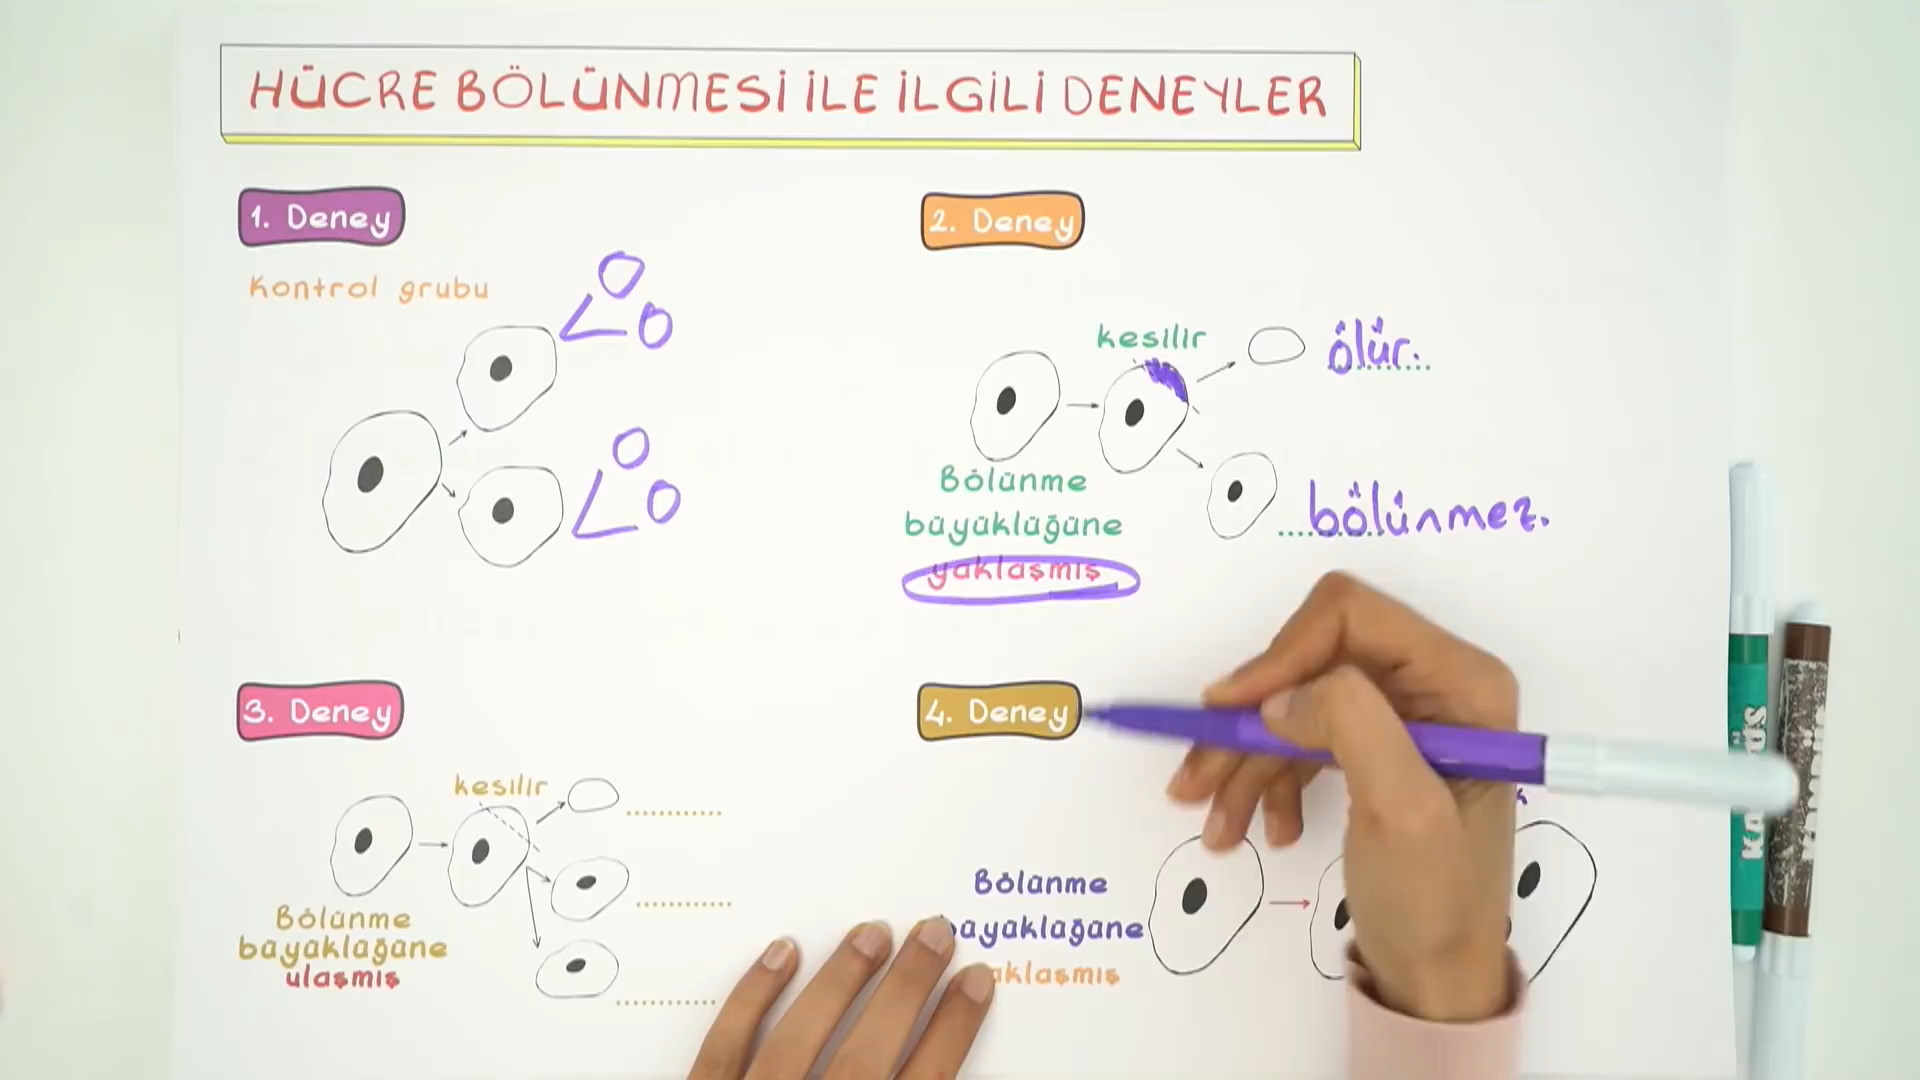 HÜCRE BÖLÜNMESİ İLE İLGİLİ DENEYLER
1. Deney
Kontrol grubu
2. Deney
kesilir
ölür.
Bölünme
büyüklüğüne
yaklaşmış
bölünmez.
3. Deney
kesilir
Bölünme
büyüklüğüne
ulaşmış
4. Deney
Bölünme
büyüklüğüne